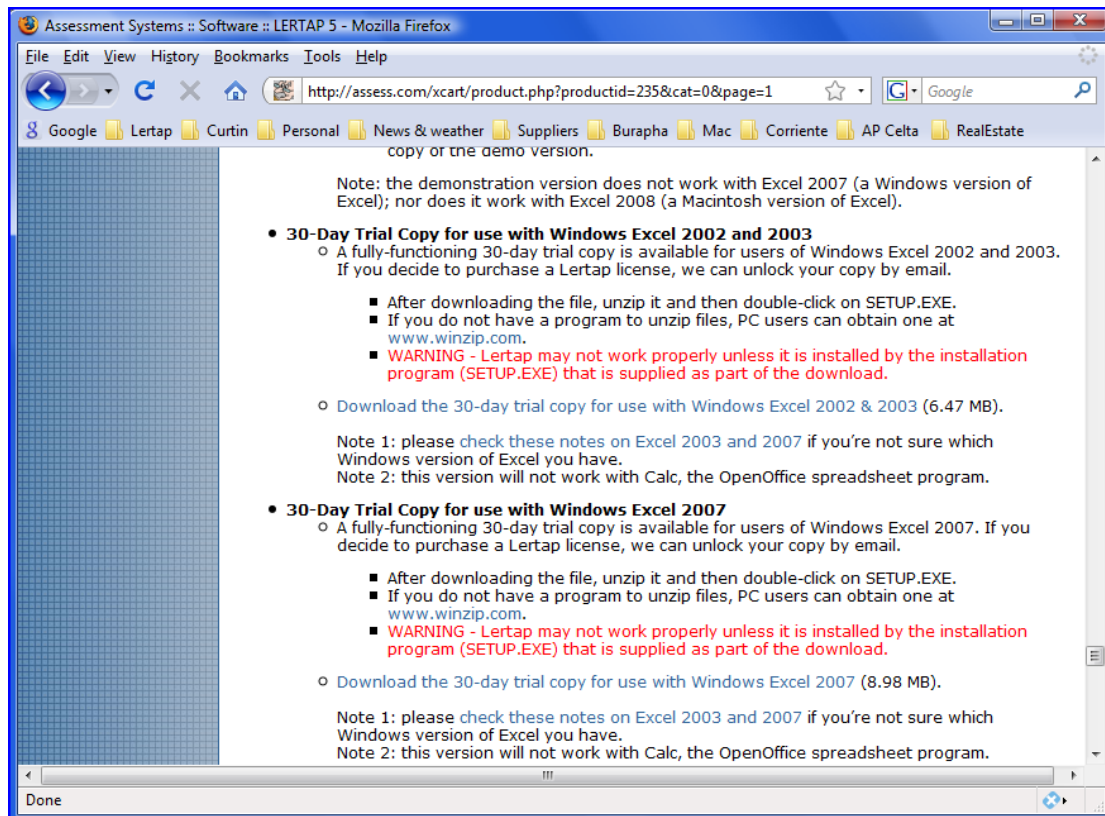 Assessment Systems :: Software :: LERTAP 5 - Mozilla Firefox
File Edit View History Bookmarks Tools Help
http://assess.com/xcart/product.php?productid=235&cat=0&page=1 G Google
Google Lertap Curtin Personal News & weather Suppliers Burapha Mac Corriente AP Celta RealEstate
copy of the demo version.
Note: the demonstration version does not work with Excel 2007 (a Windows version of
Excel); nor does it work with Excel 2008 (a Macintosh version of Excel).
30-Day Trial Copy for use with Windows Excel 2002 and 2003
A fully-functioning 30-day trial copy is available for users of Windows Excel 2002 and 2003.
If you decide to purchase a Lertap license, we can unlock your copy by email.
After downloading the file, unzip it and then double-click on SETUP.EXE.
If you do not have a program to unzip files, PC users can obtain one at
www.winzip.com.
WARNING - Lertap may not work properly unless it is installed by the installation
program (SETUP.EXE) that is supplied as part of the download.
Download the 30-day trial copy for use with Windows Excel 2002 & 2003 (6.47 MB).
Note 1: please check these notes on Excel 2003 and 2007 if you're not sure which
Windows version of Excel you have.
Note 2: this version will not work with Calc, the OpenOffice spreadsheet program.
30-Day Trial Copy for use with Windows Excel 2007
A fully-functioning 30-day trial copy is available for users of Windows Excel 2007. If you
decide to purchase a Lertap license, we can unlock your copy by email.
After downloading the file, unzip it and then double-click on SETUP.EXE.
If you do not have a program to unzip files, PC users can obtain one at
www.winzip.com.
WARNING - Lertap may not work properly unless it is installed by the installation
program (SETUP.EXE) that is supplied as part of the download.
Download the 30-day trial copy for use with Windows Excel 2007 (8.98 MB).
Note 1: please check these notes on Excel 2003 and 2007 if you're not sure which
Windows version of Excel you have.
Note 2: this version will not work with Calc, the OpenOffice spreadsheet program.
Done